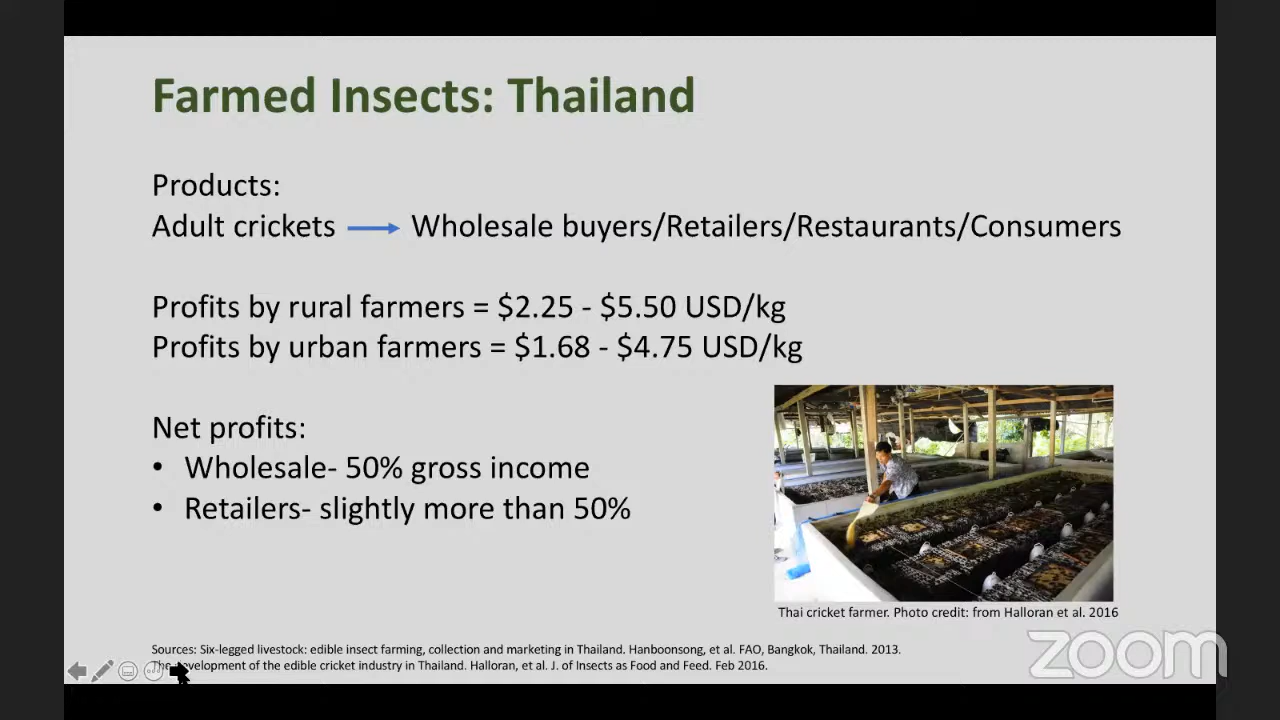 Farmed Insects: Thailand
Products:
Adult crickets Wholesale buyers/Retailers/Restaurants/Consumers
Profits by rural farmers = $2.25 - $5.50 USD/kg
Profits by urban farmers = $1.68 - $4.75 USD/kg
Net profits:
• Wholesale- 50% gross income
• Retailers- slightly more than 50%
Thai cricket farmer. Photo credit: from Halloran et al. 2016
Sources: Six-legged livestock: edible insect farming, collection and marketing in Thailand. Hanboonsong, et al. FAO, Bangkok, Thailand. 2013.
The development of the edible cricket industry in Thailand. Halloran, et al. J. of Insects as Food and Feed. Feb 2016.
zoom